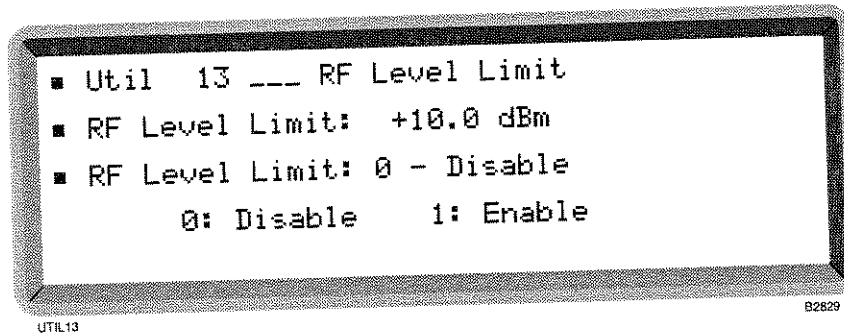 ▪ Util 13 ___ RF Level Limit
▪ RF Level Limit: +10.0 dBm
▪ RF Level Limit: 0 - Disable
0: Disable 1: Enable
B2829
UTIL13